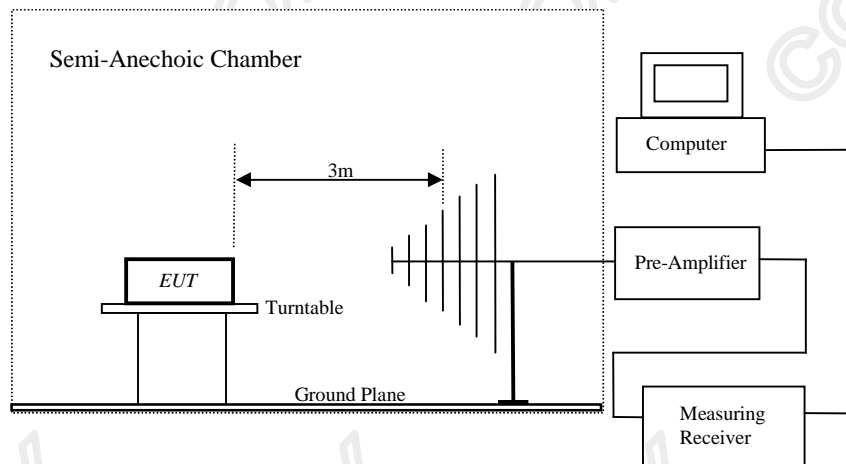 Semi-Anechoic Chamber
3m
EUT
Turntable
Ground Plane
Computer
Pre-Amplifier
Measuring
Receiver